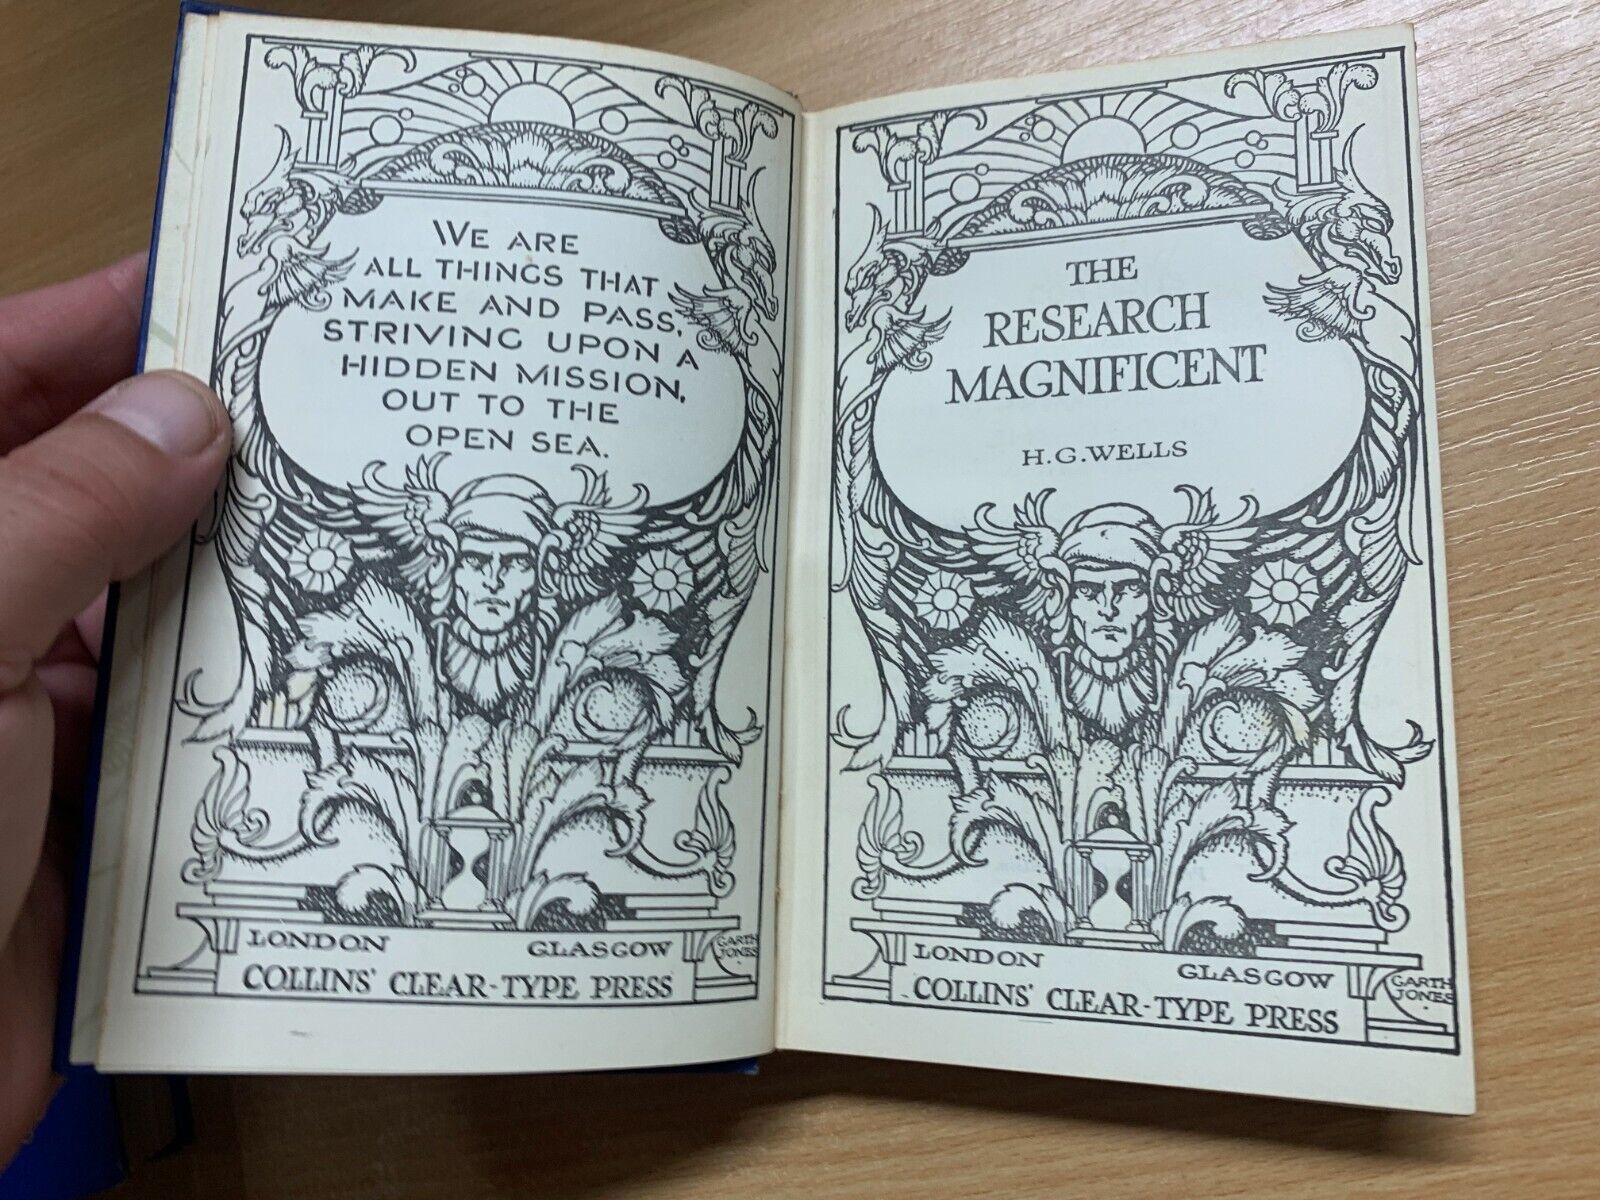 WE ARE
ALL THINGS THAT
MAKE AND PASS,
STRIVING UPON A
HIDDEN MISSION,
OUT TO THE
OPEN SEA.
LONDON GLASGOW
COLLINS' CLEAR-TYPE PRESS
GARTH
JONES
THE
RESEARCH
MAGNIFICENT
H.G.WELLS
LONDON GLASGOW
COLLINS' CLEAR-TYPE PRESS
GARTH
JONES